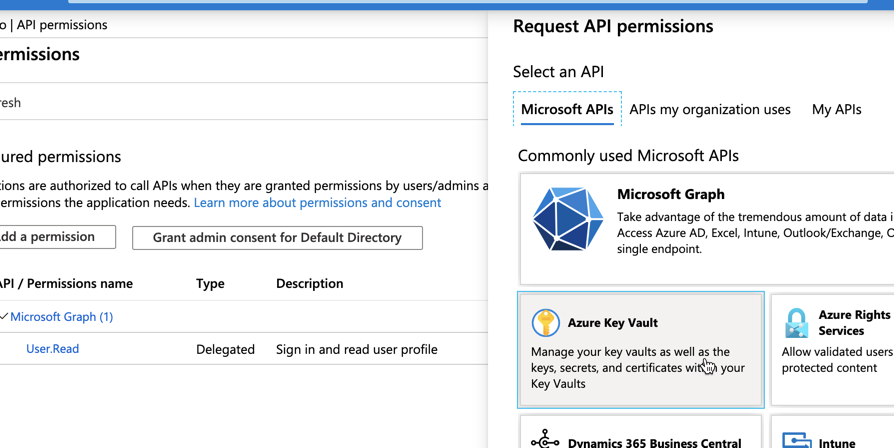 o | API permissions
ermissions
resh
ured permissions
tions are authorized to call APIs when they are granted permissions by users/admins a
ermissions the application needs. Learn more about permissions and consent
dd a permission
Grant admin consent for Default Directory
API / Permissions name
Type
Description
Microsoft Graph (1)
User.Read
Delegated
Sign in and read user profile
Request API permissions
Select an API
Microsoft APIs
APIs my organization uses
My APIs
Commonly used Microsoft APIs
Microsoft Graph
Take advantage of the tremendous amount of data i
Access Azure AD, Excel, Intune, Outlook/Exchange, O
single endpoint.
Azure Key Vault
Manage your key vaults as well as the
keys, secrets, and certificates within your
Key Vaults
Azure Rights
Services
Allow validated users
protected content
Dynamics 365 Business Central
Intune